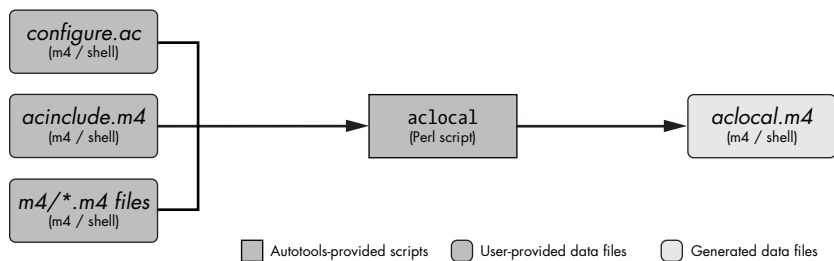 configure.ac
(m4 / shell)
acinclude.m4
(m4 / shell)
m4/*.m4 files
(m4 / shell)
aclocal
(Perl script)
aclocal.m4
(m4 / shell)
Autotools-provided scripts
User-provided data files
Generated data files